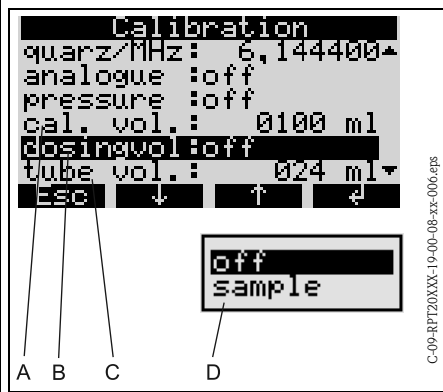 Calibration
quarz/MHz: 6,144400
analogue :off
pressure :off
cal. vol.: 0100 ml
dosingvol:off
tube vol.: 024 ml
Esc ↓ ↑ ↲
off
sample
A B C D
C-09-RPT20XXX-19-00-08-xx-006.eps